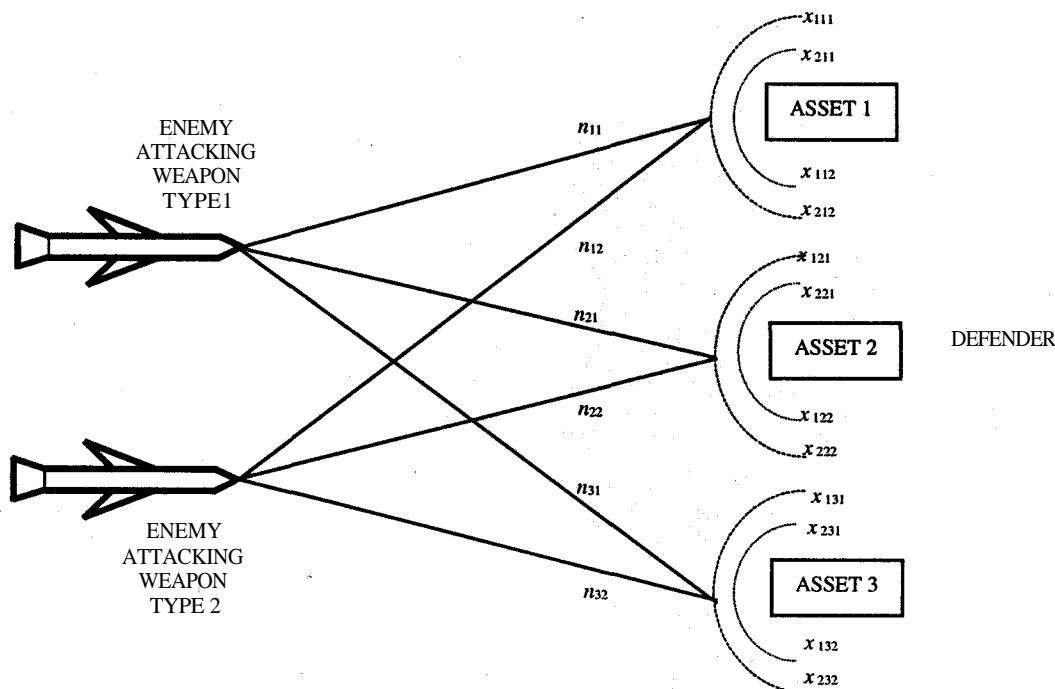 x111
x211
ASSET 1
x112
x212
ENEMY
ATTACKING
WEAPON
TYPE1
n11
n12
x121
x221
n21
ASSET 2
DEFENDER
n22
x122
x222
n31
x131
x231
ENEMY
ATTACKING
WEAPON
TYPE 2
n32
ASSET 3
x132
x232